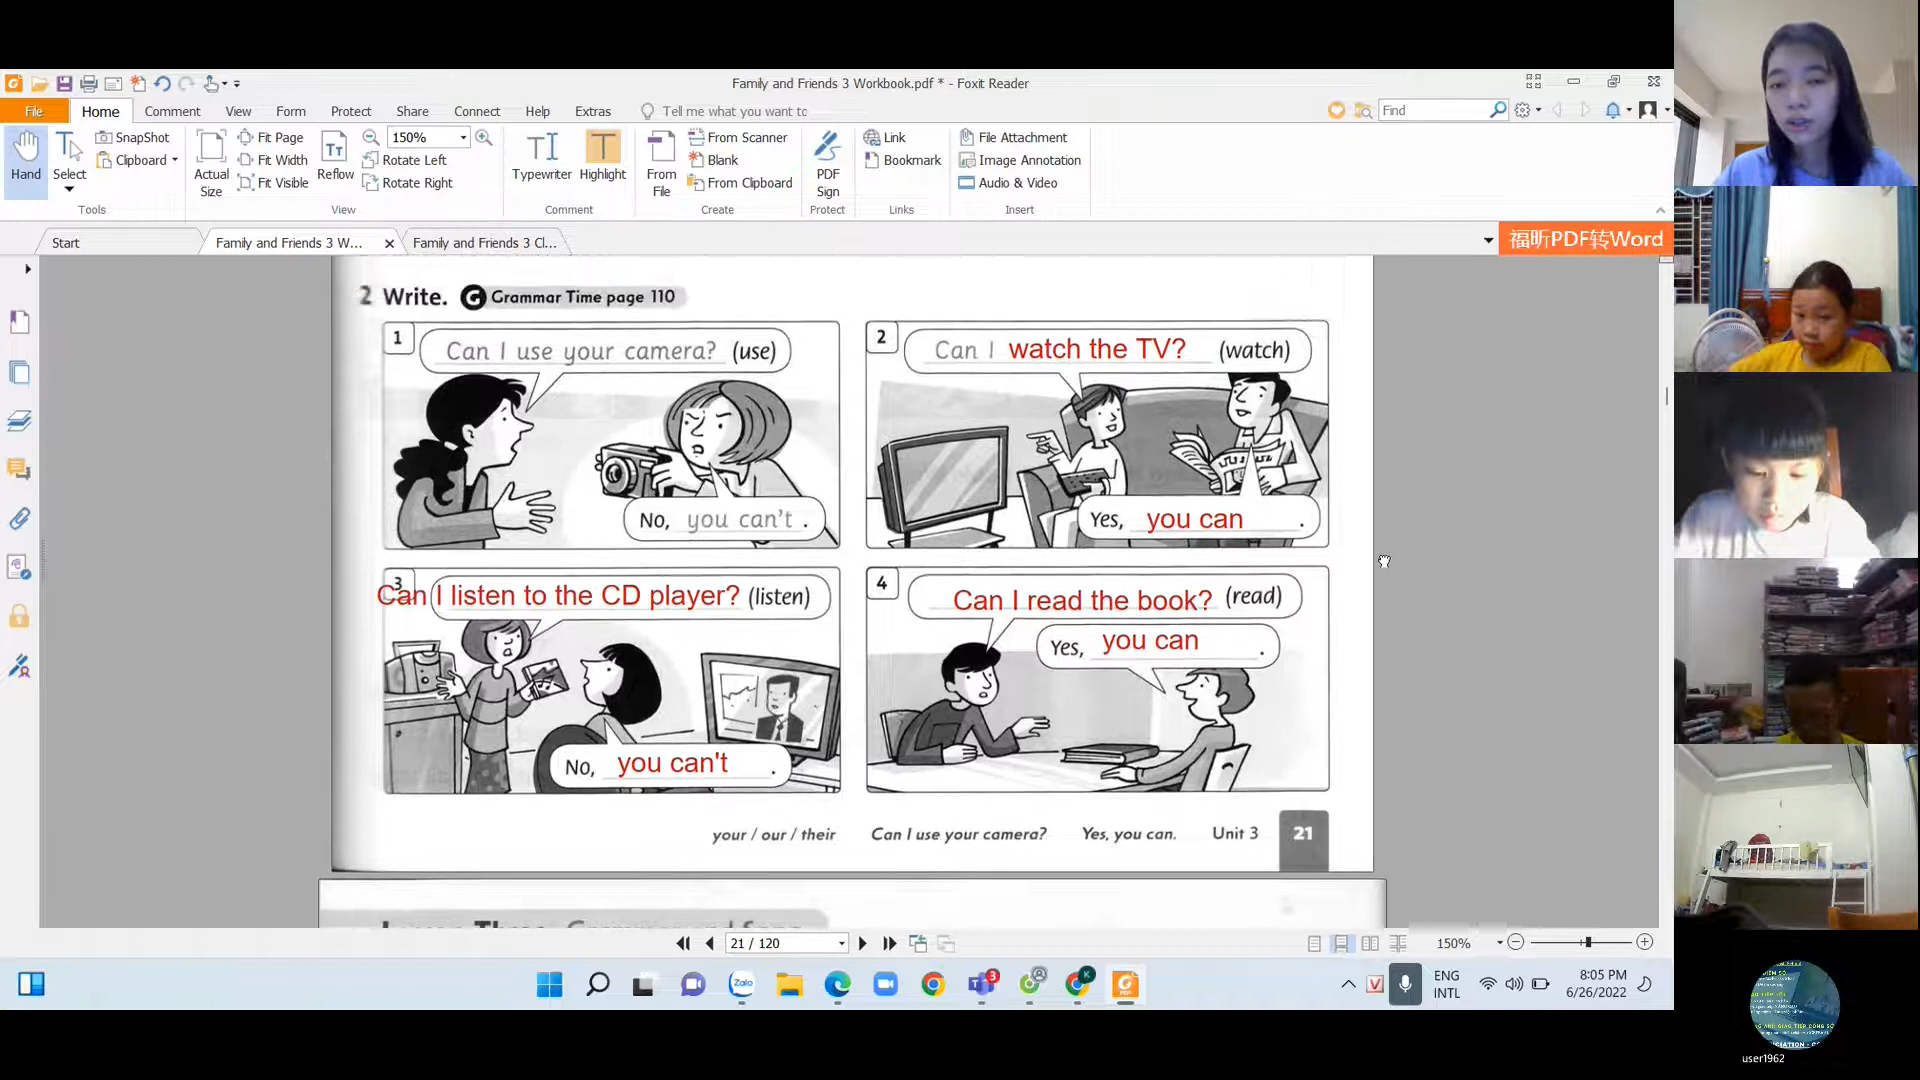 Family and Friends 3 Workbook.pdf * - Foxit Reader
File Home Comment View Form Protect Share Connect Help Extras Tell me what you want to Find
Hand
Select
SnapShot
Clipboard
Tools
Actual Size
Fit Page
Fit Width
Fit Visible
Reflow
150%
Rotate Left
Rotate Right
View
Typewriter
Highlight
Comment
From File
From Scanner
Blank
From Clipboard
Create
PDF Sign
Protect
Link
Bookmark
Links
File Attachment
Image Annotation
Audio & Video
Insert
Start
Family and Friends 3 W...
Family and Friends 3 Cl...
福昕PDF转Word
2 Write. G Grammar Time page 110
1
Can I use your camera? (use)
No, you can't .
2
Can I watch the TV? (watch)
Yes, you can .
3
Can I listen to the CD player? (listen)
No, you can't .
4
Can I read the book? (read)
Yes, you can .
your / our / their Can I use your camera? Yes, you can. Unit 3 21
21 / 120
150%
Zalo
3
K
V
ENG
INTL
8:05 PM
6/26/2022
user1962